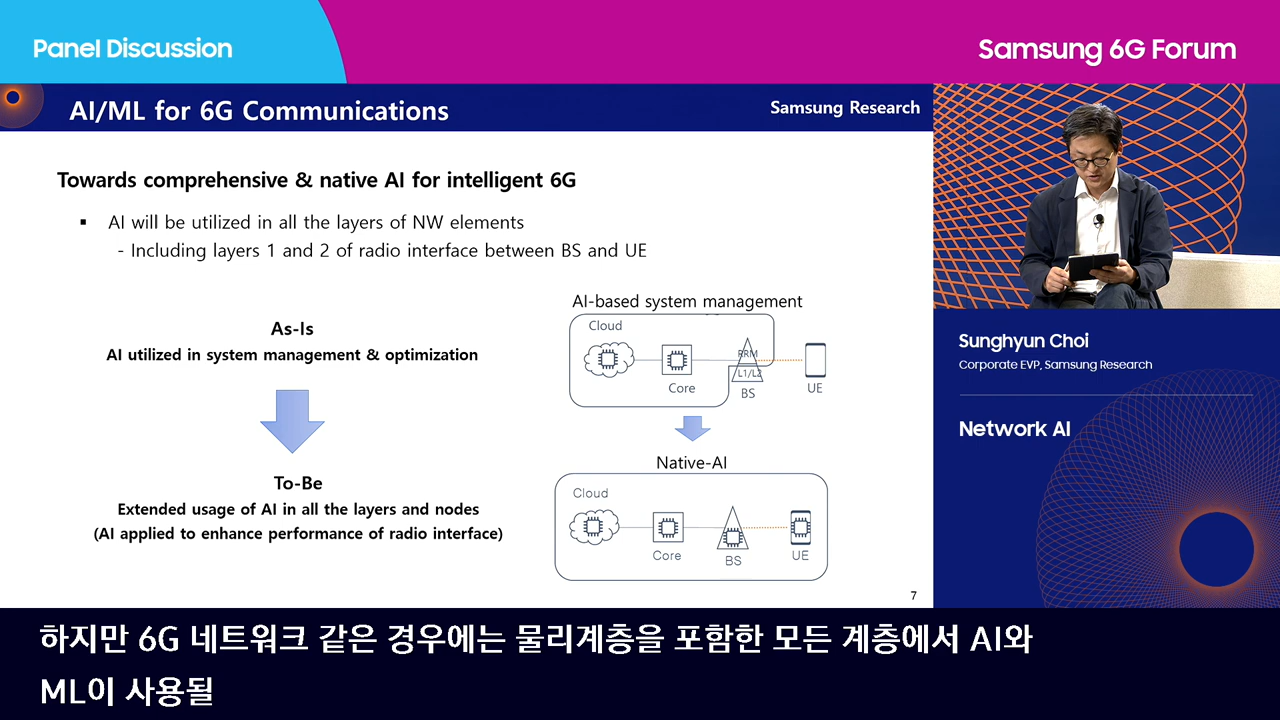 Panel Discussion
Samsung 6G Forum
AI/ML for 6G Communications
Samsung Research
Towards comprehensive & native AI for intelligent 6G
▪ AI will be utilized in all the layers of NW elements
- Including layers 1 and 2 of radio interface between BS and UE
As-Is
AI utilized in system management & optimization
To-Be
Extended usage of AI in all the layers and nodes
(AI applied to enhance performance of radio interface)
AI-based system management
Cloud
RRM
L1/L2
Core
BS
UE
Native-AI
Cloud
Core
BS
UE
7
Sunghyun Choi
Corporate EVP, Samsung Research
Network AI
하지만 6G 네트워크 같은 경우에는 물리계층을 포함한 모든 계층에서 AI와
ML이 사용될